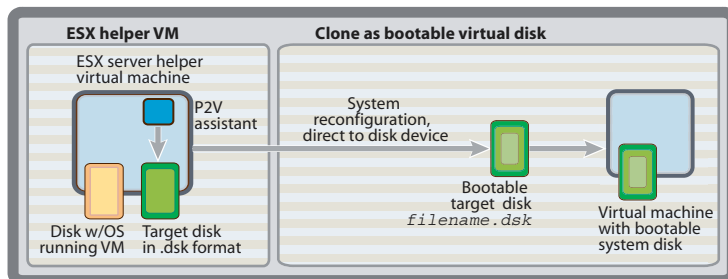 ESX helper VM
Clone as bootable virtual disk
ESX server helper
virtual machine
P2V
assistant
Disk w/OS
running VM
Target disk
in .dsk format
System
reconfiguration,
direct to disk device
Bootable
target disk
filename.dsk
Virtual machine
with bootable
system disk